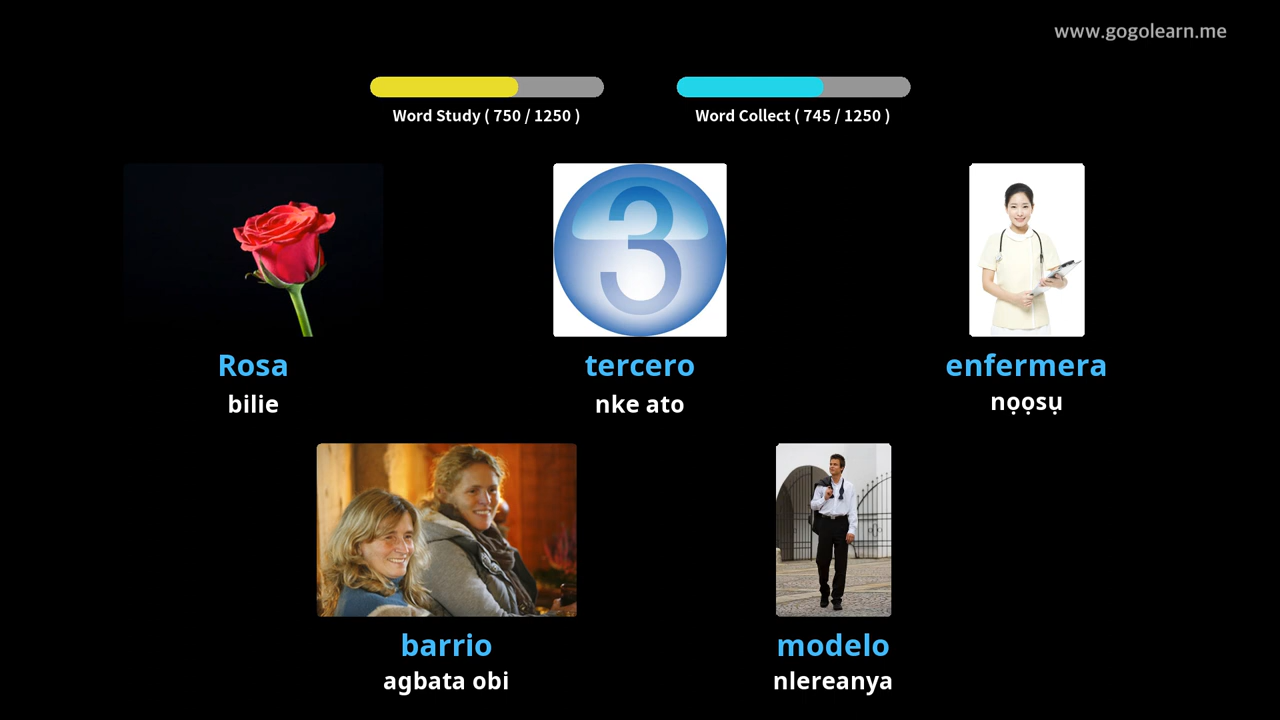 www.gogolearn.me
Word Study ( 750 / 1250 )
Word Collect ( 745 / 1250 )
3
Rosa
bilie
tercero
nke ato
enfermera
nọọsụ
barrio
agbata obi
modelo
nlereanya